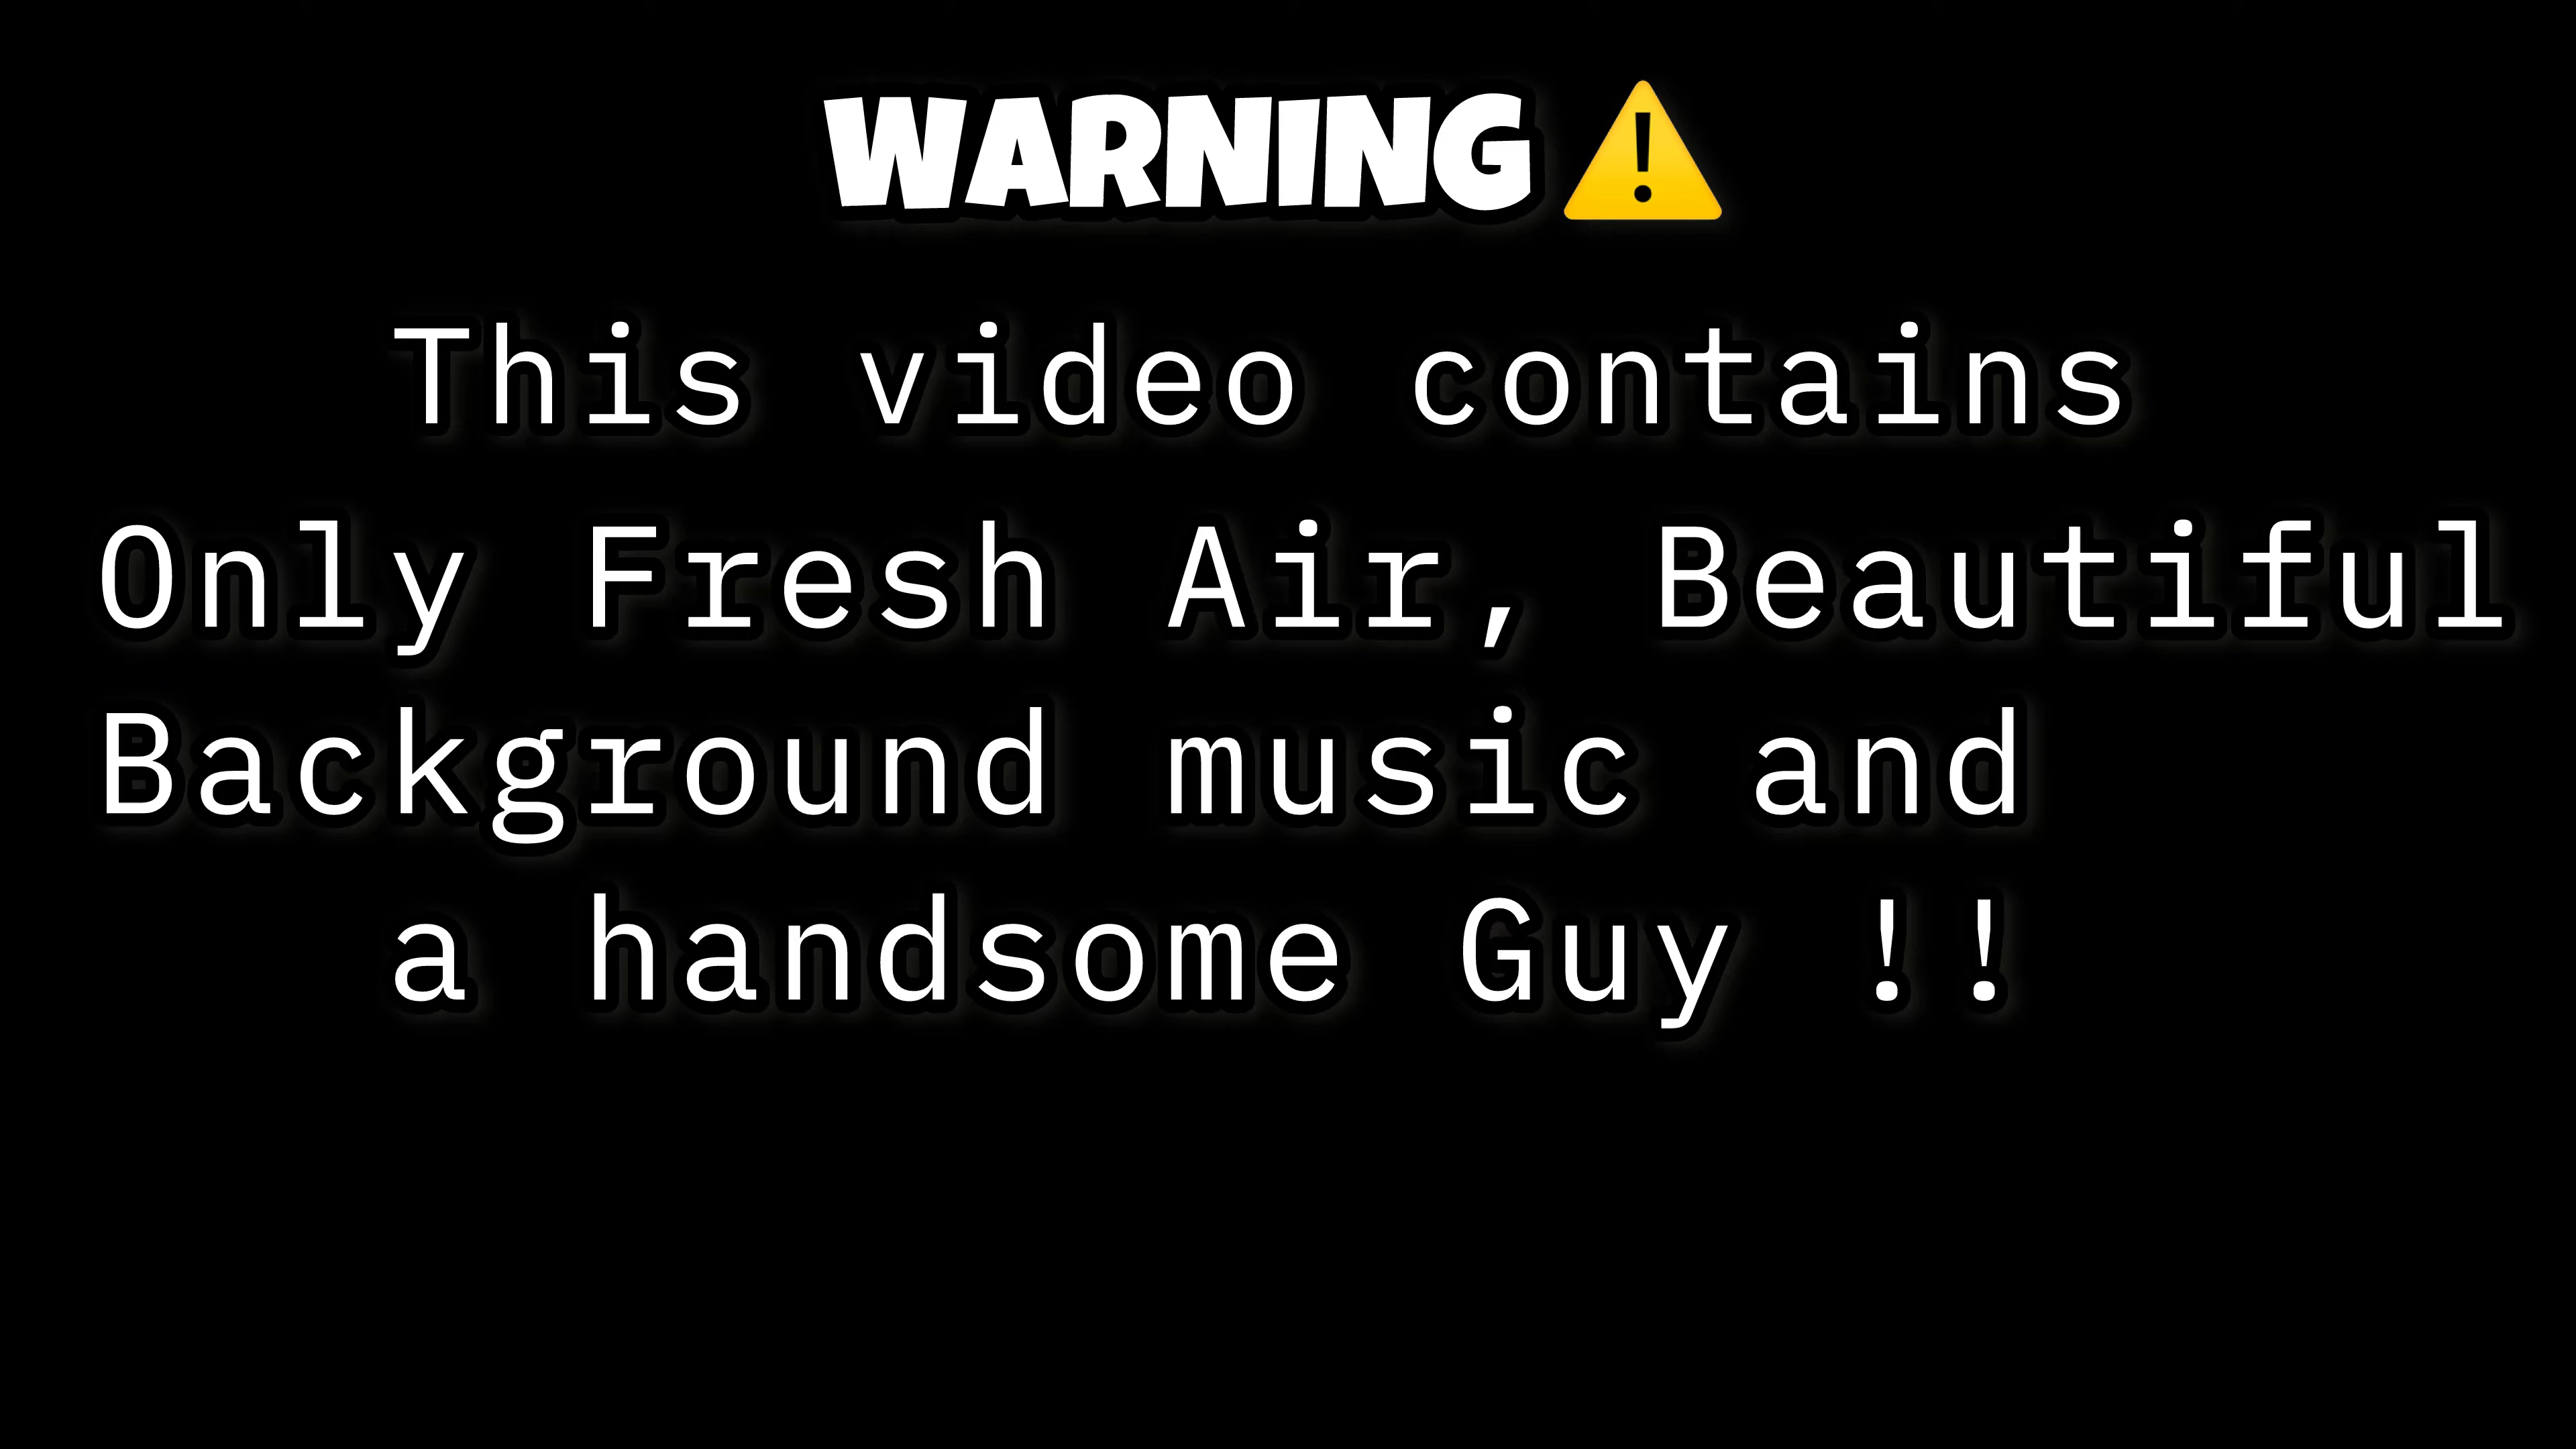 WARNING ⚠️
This video contains
Only Fresh Air, Beautiful
Background music and
a handsome Guy !!